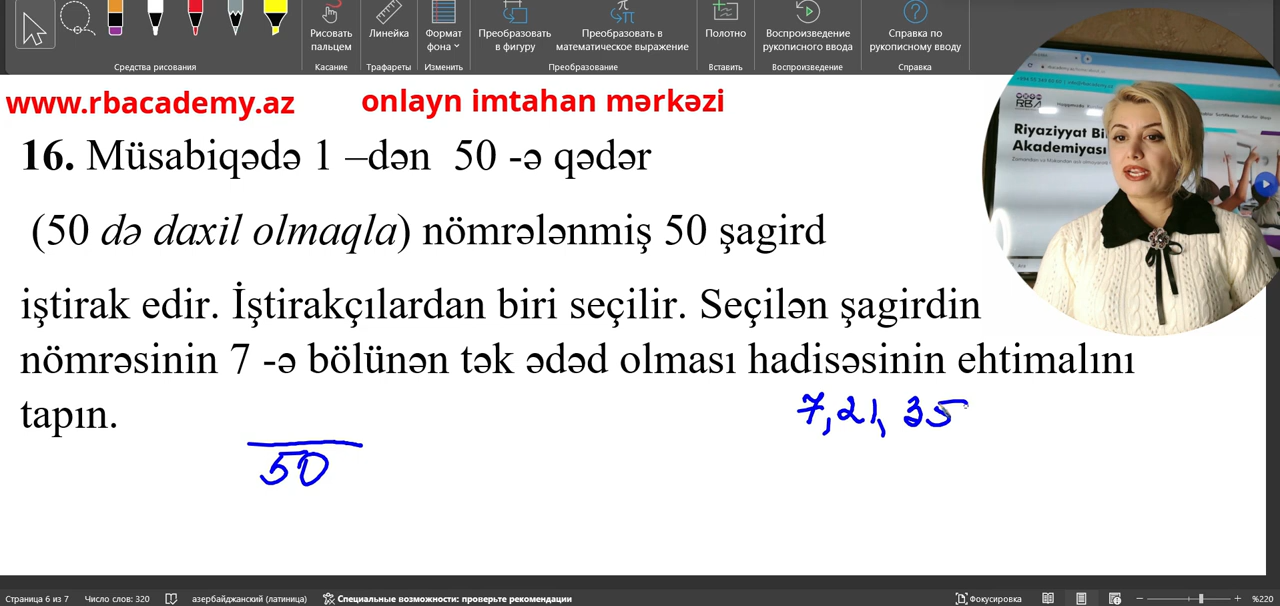 Рисовать пальцем
Линейка
Формат фона
Преобразовать в фигуру
Преобразовать в математическое выражение
Полотно
Воспроизведение рукописного ввода
Справка по рукописному вводу
Средства рисования
Касание
Трафареты
Изменить
Преобразование
Вставить
Воспроизведение
Справка
www.rbacademy.az onlayn imtahan mərkəzi
16. Müsabiqədə 1 –dən 50 -ə qədər
(50 də daxil olmaqla) nömrələnmiş 50 şagird
iştirak edir. İştirakçılardan biri seçilir. Seçilən şagirdin
nömrəsinin 7 -ə bölünən tək ədəd olması hadisəsinin ehtimalını
tapın.
7, 21, 35
50
RBA
Riyaziyyat Bi
Akademiyası
Страница 6 из 7 Число слов: 320 азербайджанский (латиница) Специальные возможности: проверьте рекомендации Фокусировка %220